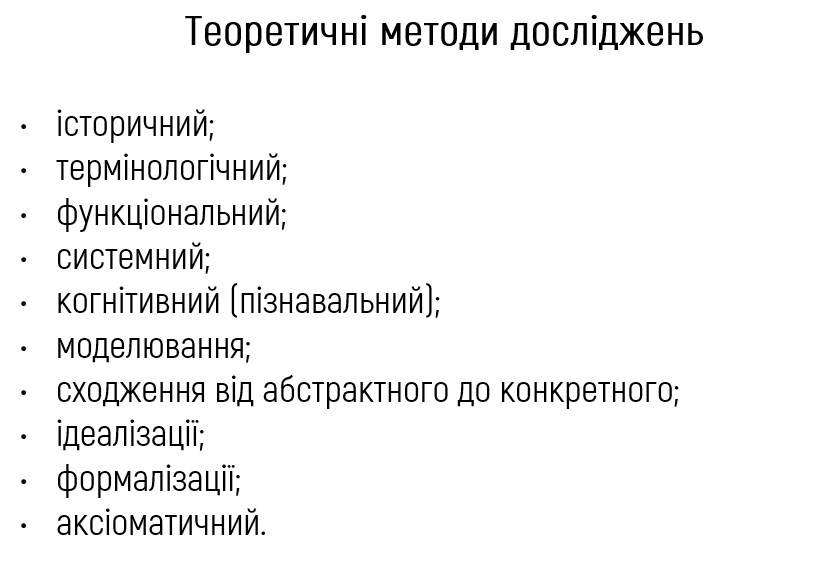 Теоретичні методи досліджень
• історичний;
• термінологічний;
• функціональний;
• системний;
• когнітивний (пізнавальний);
• моделювання;
• сходження від абстрактного до конкретного;
• ідеалізації;
• формалізації;
• аксіоматичний.